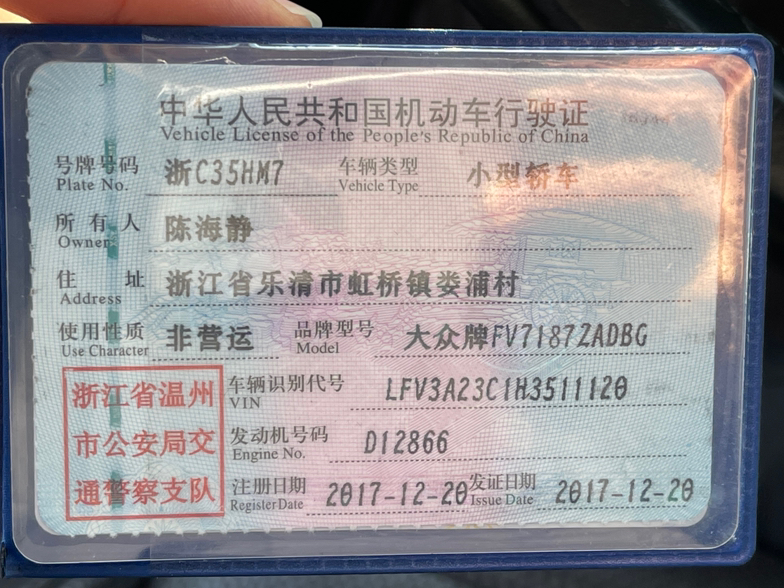 中华人民共和国机动车行驶证
Vehicle License of the People's Republic of China
号牌号码 浙C35HM7 车辆类型 小型轿车
Plate No. Vehicle Type
所有人 陈海静
Owner
住址 浙江省乐清市虹桥镇娄浦村
Address
使用性质 非营运 品牌型号 大众牌FV7187ZADBG
Use Character Model
浙江省温州
市公安局交
通警察支队
车辆识别代号 LFV3A23C1H3511120
VIN
发动机号码 D12866
Engine No.
注册日期 2017-12-20 发证日期 2017-12-20
Register Date Issue Date